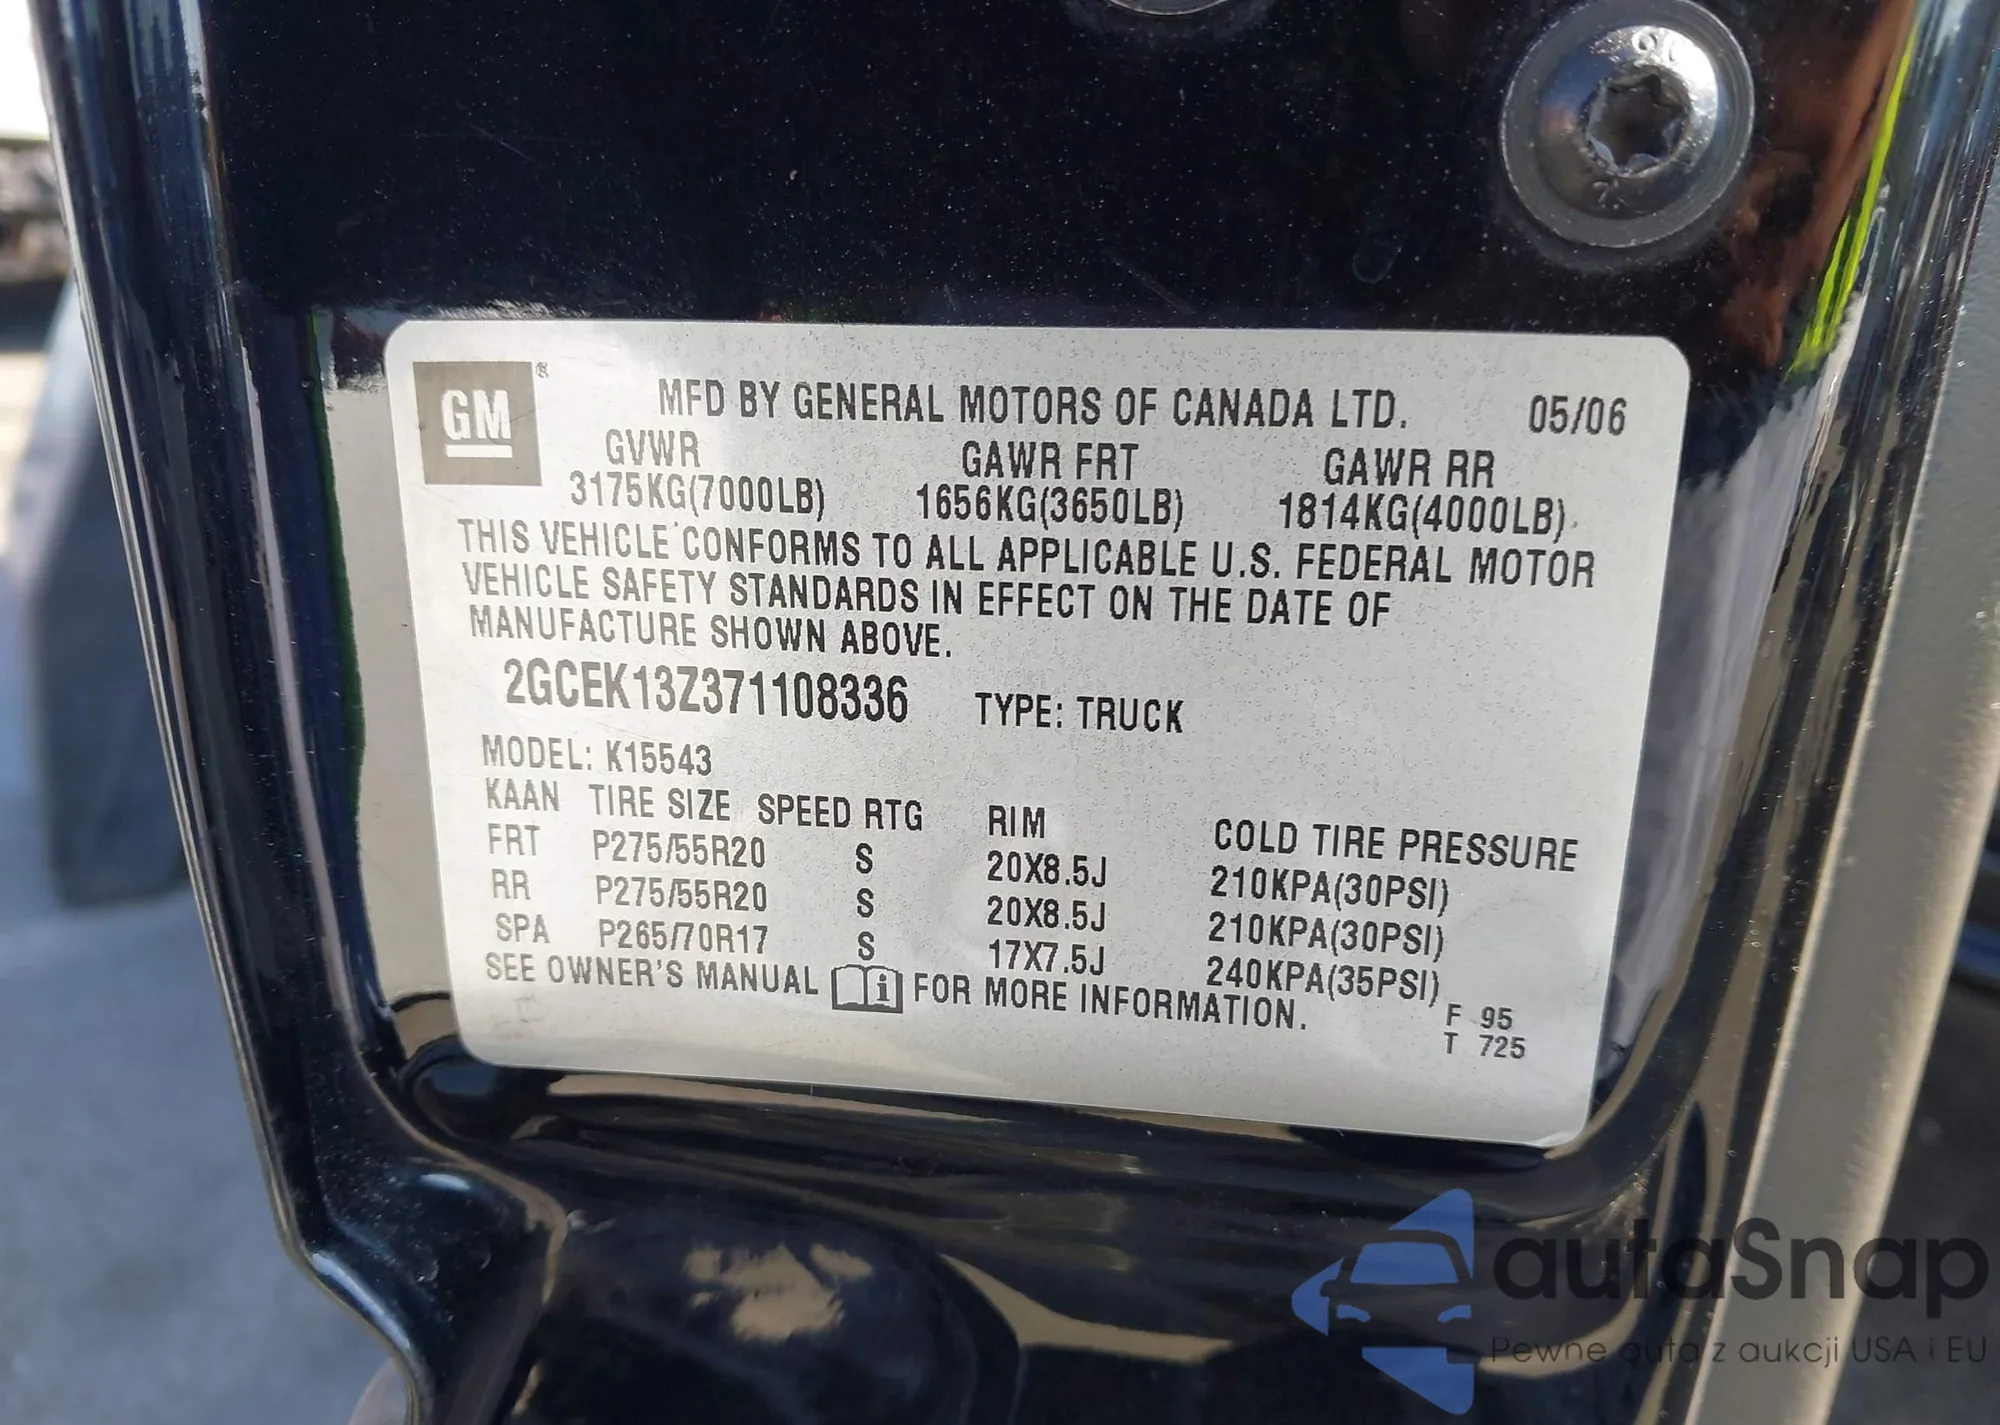 GM ®
MFD BY GENERAL MOTORS OF CANADA LTD. 05/06
GVWR GAWR FRT GAWR RR
3175KG(7000LB) 1656KG(3650LB) 1814KG(4000LB)
THIS VEHICLE CONFORMS TO ALL APPLICABLE U.S. FEDERAL MOTOR
VEHICLE SAFETY STANDARDS IN EFFECT ON THE DATE OF
MANUFACTURE SHOWN ABOVE.
2GCEK13Z371108336 TYPE: TRUCK
MODEL: K15543
KAAN TIRE SIZE SPEED RTG RIM COLD TIRE PRESSURE
FRT P275/55R20 S 20X8.5J 210KPA(30PSI)
RR P275/55R20 S 20X8.5J 210KPA(30PSI)
SPA P265/70R17 S 17X7.5J 240KPA(35PSI)
SEE OWNER'S MANUAL i FOR MORE INFORMATION.
F 95
T 725
autaSnap
Pewne auta z aukcji USA i EU